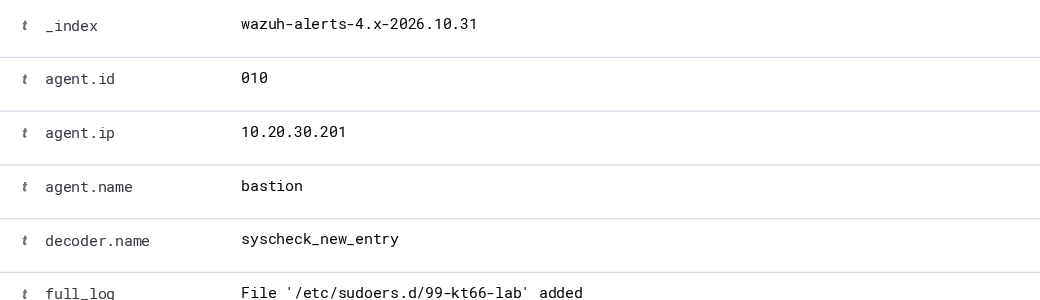 t _index wazuh-alerts-4.x-2026.10.31
t agent.id 010
t agent.ip 10.20.30.201
t agent.name bastion
t decoder.name syscheck_new_entry
t full_log File '/etc/sudoers.d/99-kt66-lab' added